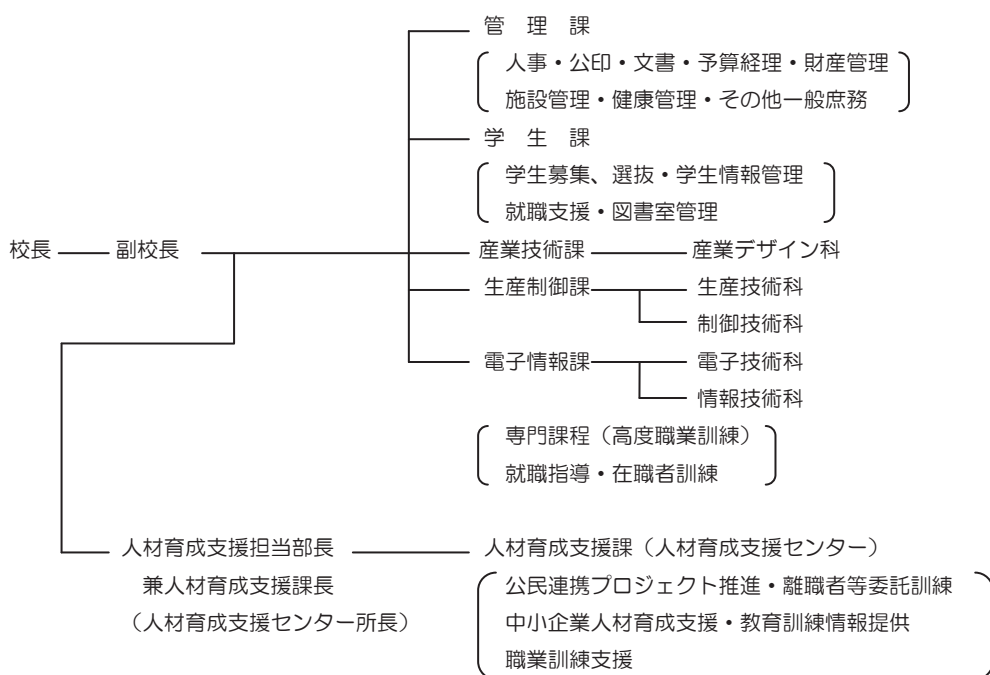 管　理　課
人事・公印・文書・予算経理・財産管理
施設管理・健康管理・その他一般庶務
学　生　課
学生募集、選抜・学生情報管理
就職支援・図書室管理
校長 副校長 産業技術課 産業デザイン科
生産制御課 生産技術科
制御技術科
電子情報課 電子技術科
情報技術科
専門課程（高度職業訓練）
就職指導・在職者訓練
人材育成支援担当部長 人材育成支援課（人材育成支援センター）
兼人材育成支援課長 公民連携プロジェクト推進・離職者等委託訓練
（人材育成支援センター所長） 中小企業人材育成支援・教育訓練情報提供
職業訓練支援